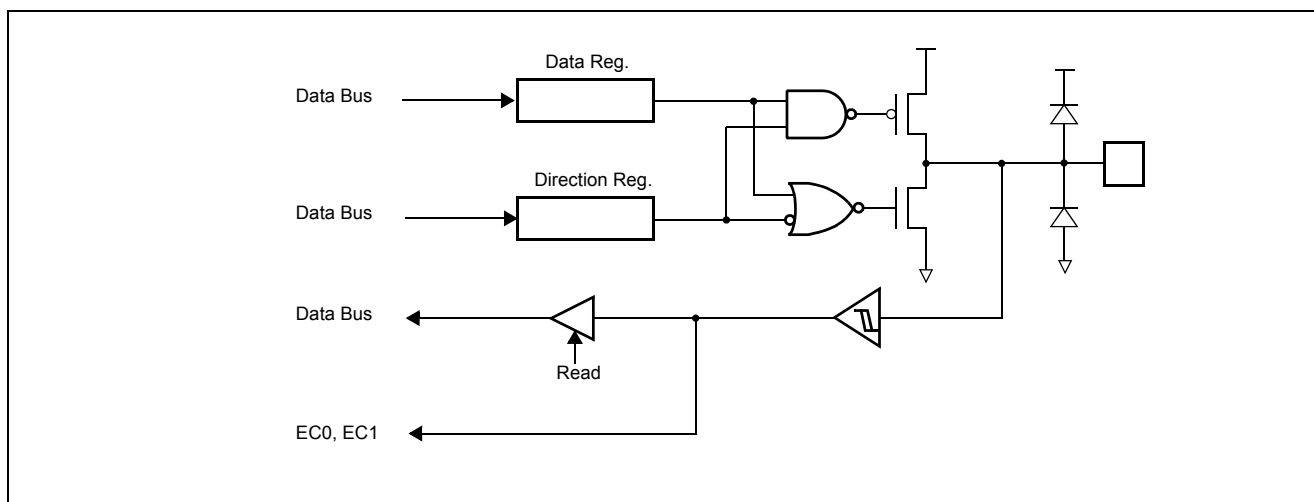 Data Reg.
Data Bus
Direction Reg.
Data Bus
Data Bus
Read
EC0, EC1